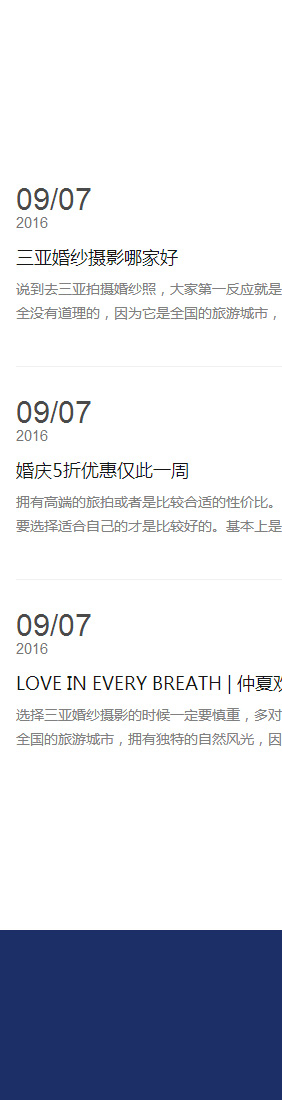 09/07
2016
三亚婚纱摄影哪家好
说到去三亚拍摄婚纱照，大家第一反应就是
全没有道理的，因为它是全国的旅游城市，
09/07
2016
婚庆5折优惠仅此一周
拥有高端的旅拍或者是比较合适的性价比。
要选择适合自己的才是比较好的。基本上是
09/07
2016
LOVE IN EVERY BREATH | 仲夏
选择三亚婚纱摄影的时候一定要慎重，多对
全国的旅游城市，拥有独特的自然风光，因